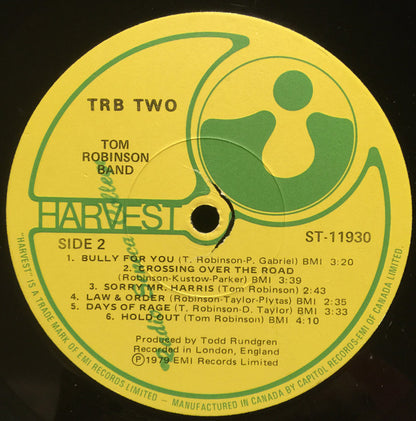 TRB TWO
TOM
ROBINSON
BAND
HARVEST
SIDE 2
ST-11930
1. BULLY FOR YOU (T. Robinson-P. Gabriel) BMI 3:20
2. CROSSING OVER THE ROAD
(Robinson-Kustow-Parker) BMI 3:39
3. SORRY MR. HARRIS (Tom Robinson) 2:43
4. LAW & ORDER (Robinson-Taylor-Plytas) BMI 2:35
5. DAYS OF RAGE (T. Robinson-D. Taylor) BMI 3:33
6. HOLD OUT (Tom Robinson) BMI 4:10
Produced by Todd Rundgren
Recorded in London, England
Ⓟ 1979 EMI Records Limited
"HARVEST" IS A TRADE MARK OF EMI RECORDS LIMITED – MANUFACTURED IN CANADA BY CAPITOL RECORDS-EMI OF CANADA LIMITED.